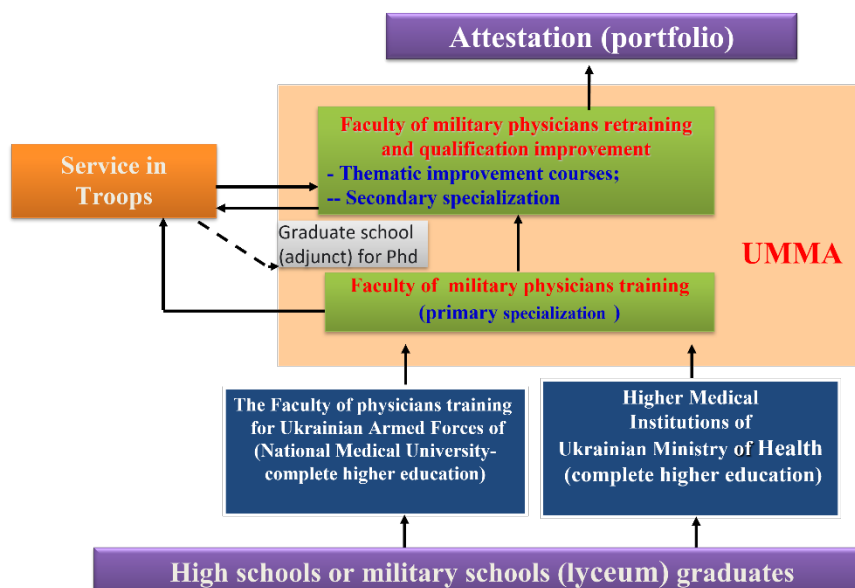 Attestation (portfolio)
Faculty of military physicians retraining
and qualification improvement
- Thematic improvement courses;
-- Secondary specialization
Service in
Troops
Graduate school
(adjunct) for Phd
UMMA
Faculty of military physicians training
(primary specialization )
The Faculty of physicians training
for Ukrainian Armed Forces of
(National Medical University-
complete higher education)
Higher Medical
Institutions of
Ukrainian Ministry of Health
(complete higher education)
High schools or military schools (lyceum) graduates